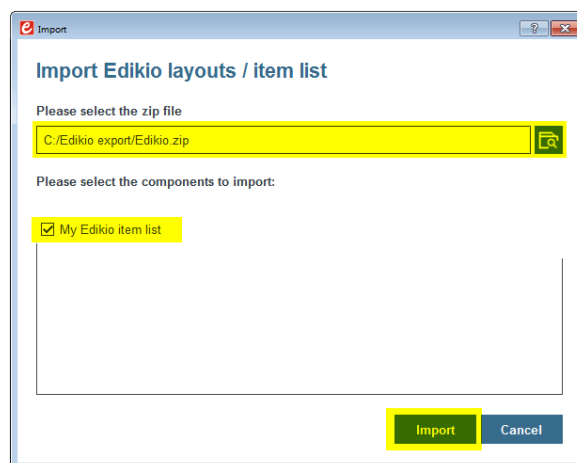 Import
Import Edikio layouts / item list
Please select the zip file
C:/Edikio export/Edikio.zip
Please select the components to import:
My Edikio item list
Import
Cancel